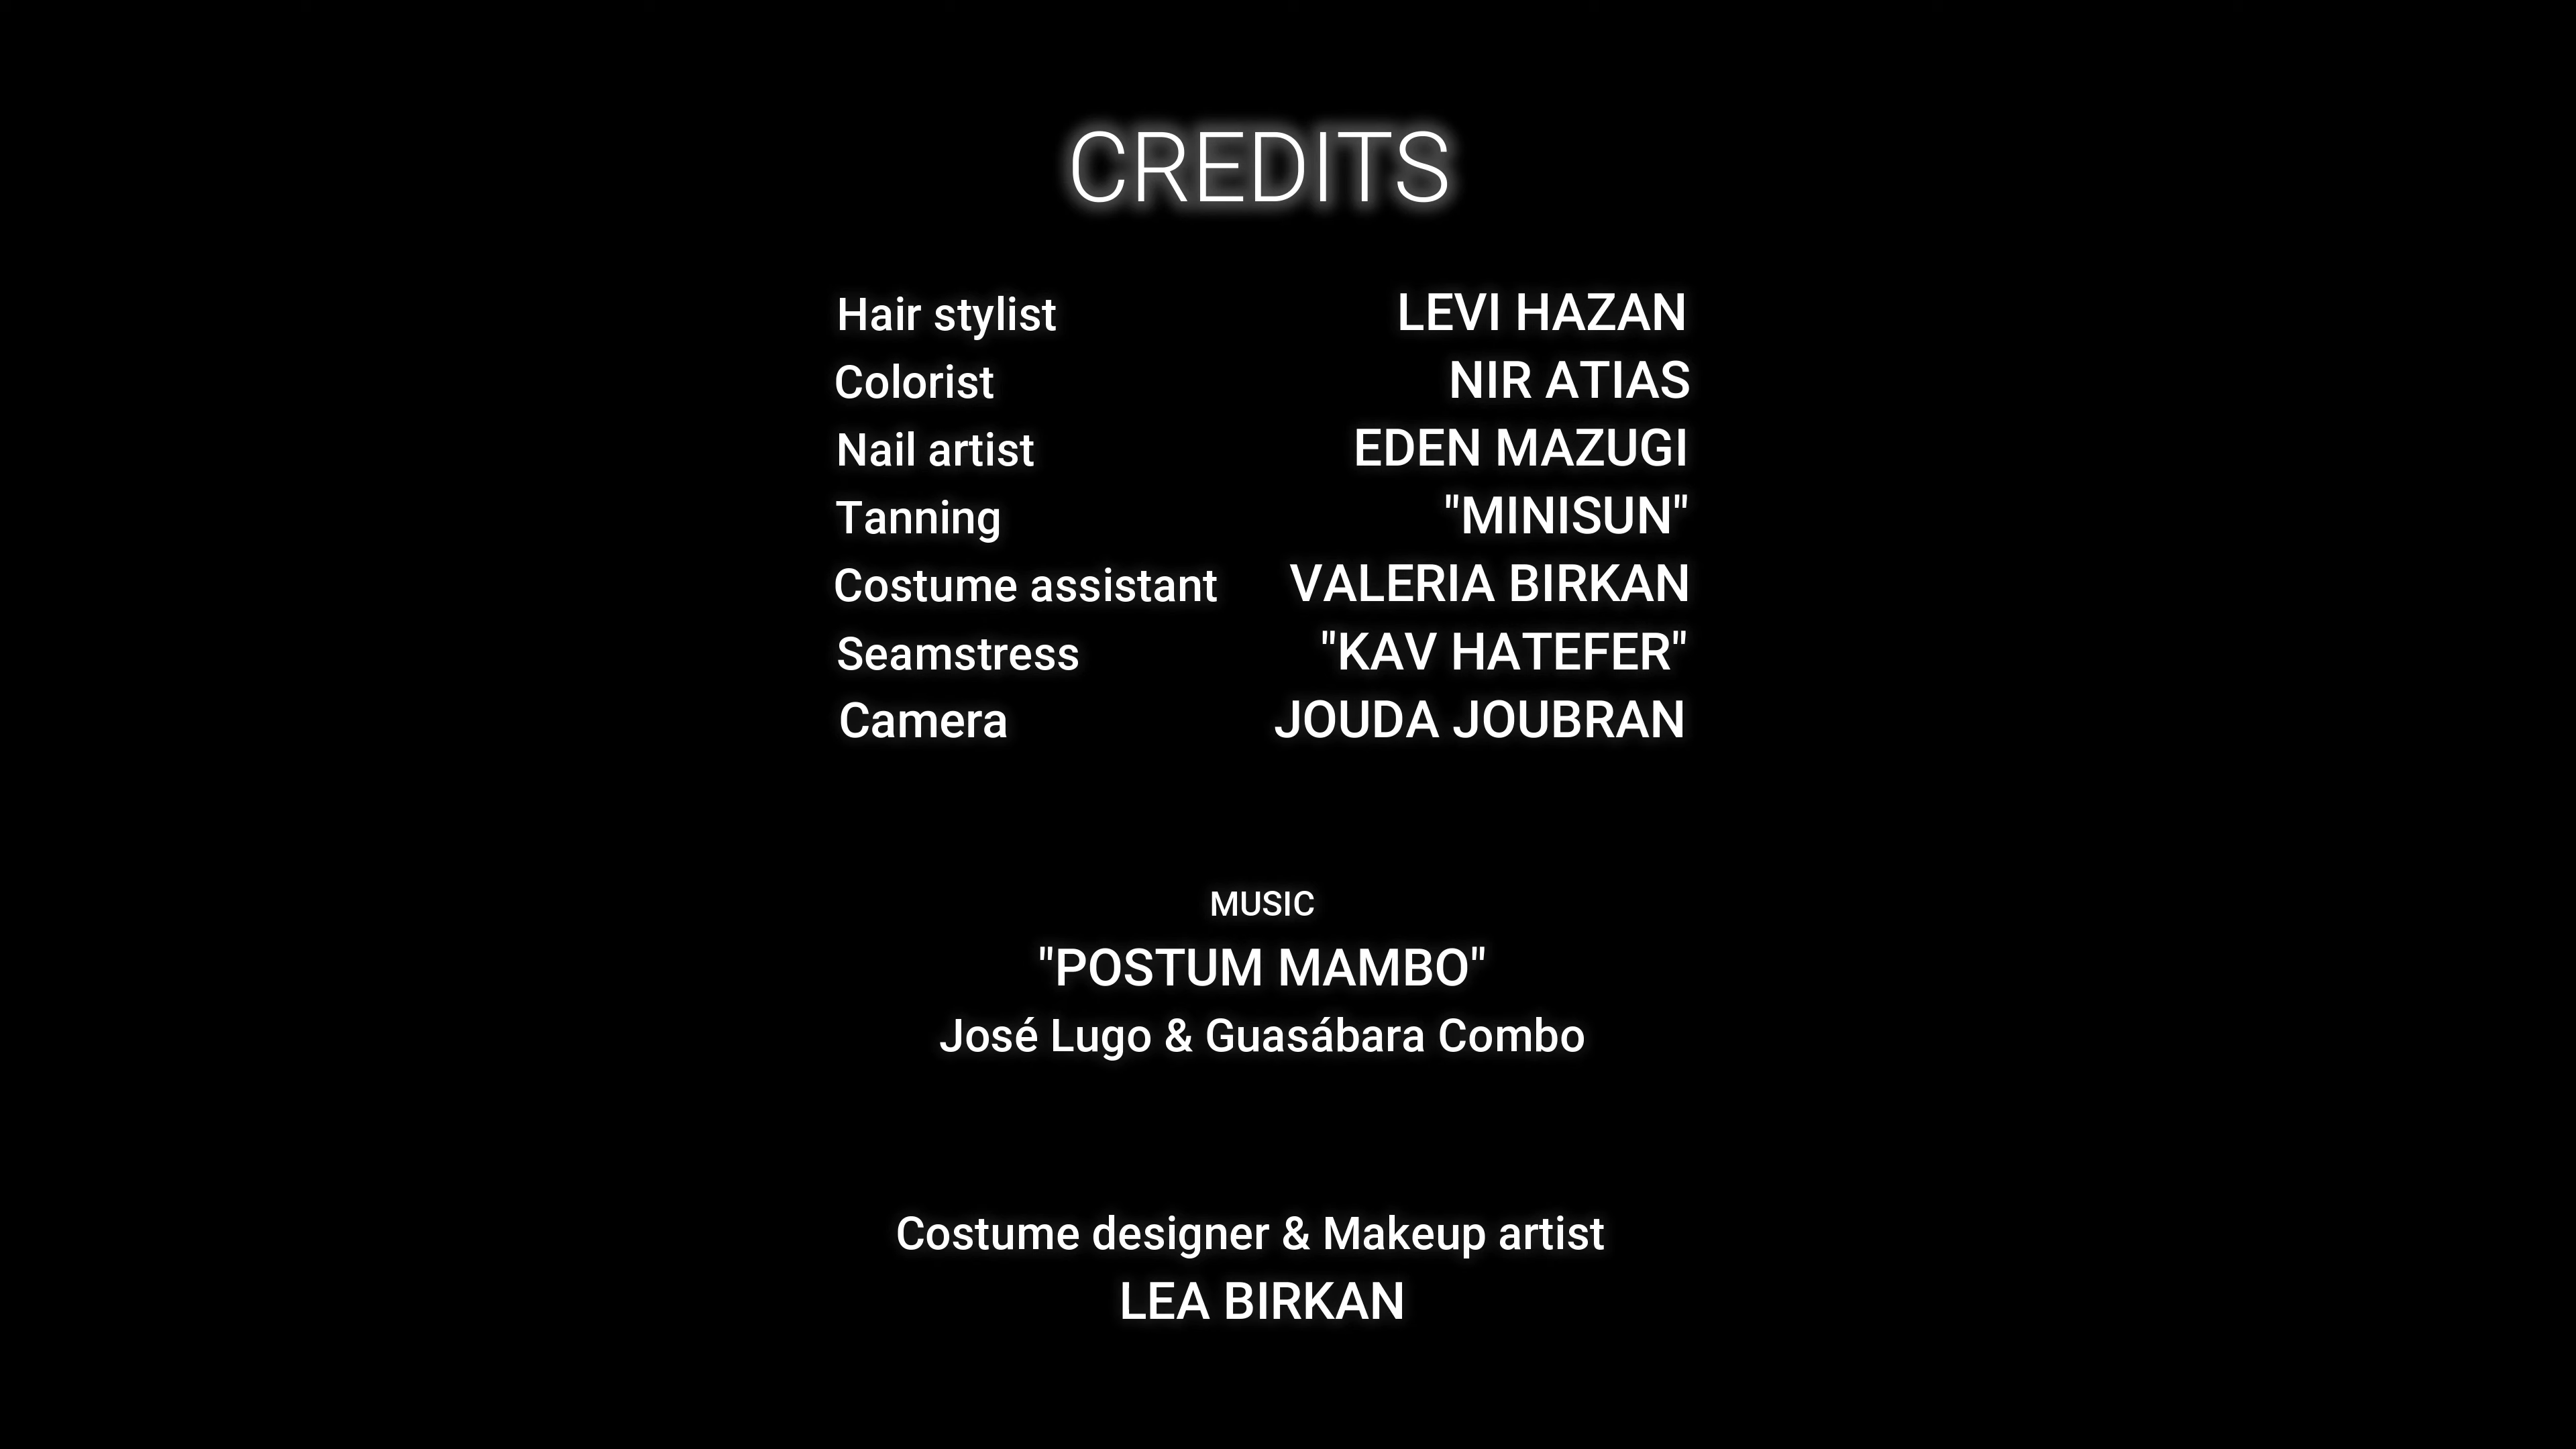 CREDITS
Hair stylist LEVI HAZAN
Colorist NIR ATIAS
Nail artist EDEN MAZUGI
Tanning "MINISUN"
Costume assistant VALERIA BIRKAN
Seamstress "KAV HATEFER"
Camera JOUDA JOUBRAN
MUSIC
"POSTUM MAMBO"
José Lugo & Guasábara Combo
Costume designer & Makeup artist
LEA BIRKAN